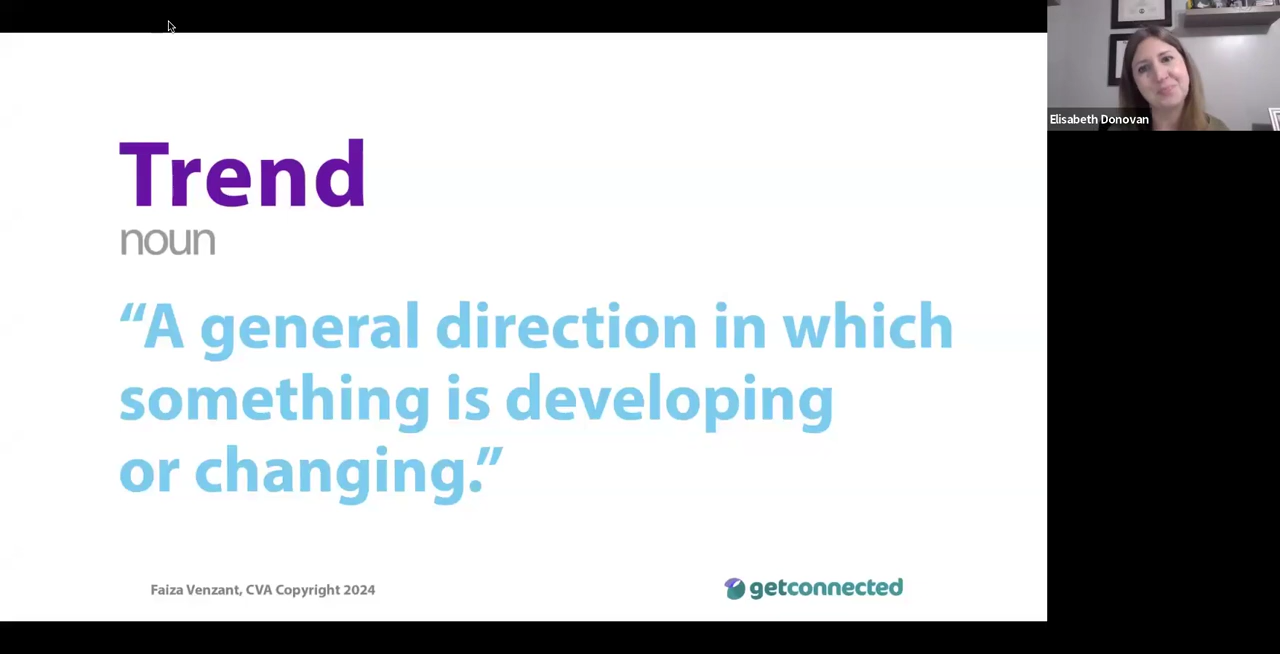 Trend
noun
“A general direction in which
something is developing
or changing.”
Faiza Venzant, CVA Copyright 2024
getconnected
Elisabeth Donovan